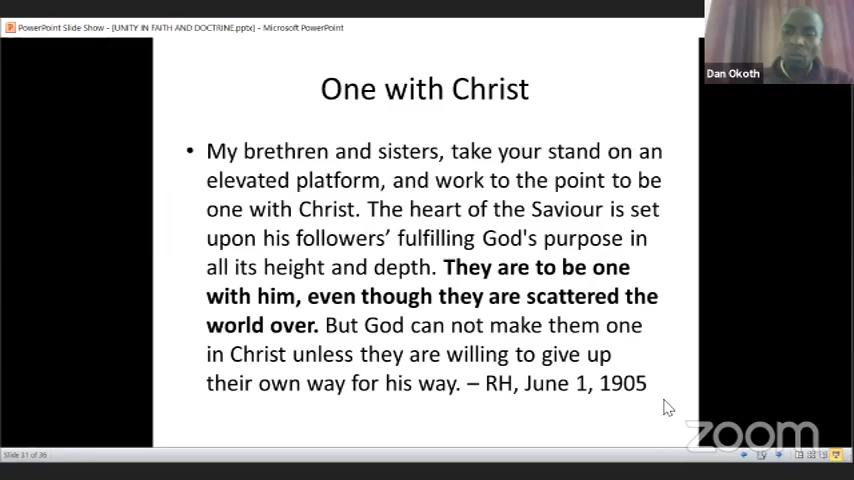 PowerPoint Slide Show - [UNITY IN FAITH AND DOCTRINE.pptx] - Microsoft PowerPoint
Dan Okoth
One with Christ
• My brethren and sisters, take your stand on an
elevated platform, and work to the point to be
one with Christ. The heart of the Saviour is set
upon his followers’ fulfilling God's purpose in
all its height and depth. They are to be one
with him, even though they are scattered the
world over. But God can not make them one
in Christ unless they are willing to give up
their own way for his way. – RH, June 1, 1905
zoom
Slide 31 of 36